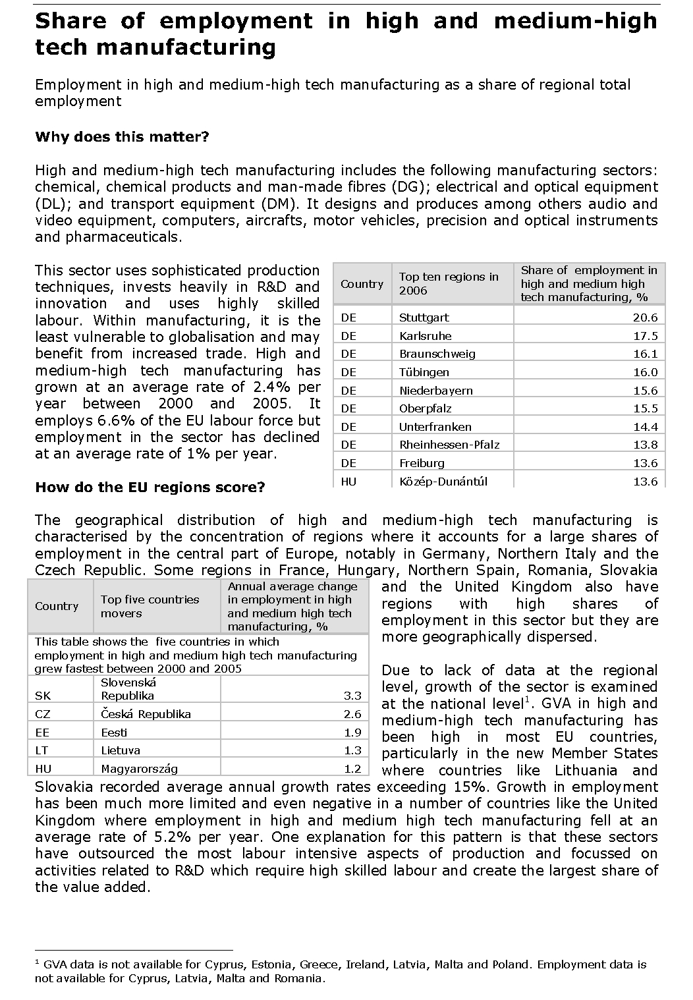 Share of employment in high and medium-high
tech manufacturing
Employment in high and medium-high tech manufacturing as a share of regional total
employment
Why does this matter?
High and medium-high tech manufacturing includes the following manufacturing sectors:
chemical, chemical products and man-made fibres (DG); electrical and optical equipment
(DL); and transport equipment (DM). It designs and produces among others audio and
video equipment, computers, aircrafts, motor vehicles, precision and optical instruments
and pharmaceuticals.
This sector uses sophisticated production
techniques, invests heavily in R&D and
innovation and uses highly skilled
labour. Within manufacturing, it is the
least vulnerable to globalisation and may
benefit from increased trade. High and
medium-high tech manufacturing has
grown at an average rate of 2.4% per
year between 2000 and 2005. It
employs 6.6% of the EU labour force but
employment in the sector has declined
at an average rate of 1% per year.
Country
Top ten regions in
2006
Share of employment in
high and medium high
tech manufacturing, %
DE Stuttgart 20.6
DE Karlsruhe 17.5
DE Braunschweig 16.1
DE Tübingen 16.0
DE Niederbayern 15.6
DE Oberpfalz 15.5
DE Unterfranken 14.4
DE Rheinhessen-Pfalz 13.8
DE Freiburg 13.6
HU Közép-Dunántúl 13.6
How do the EU regions score?
The geographical distribution of high and medium-high tech manufacturing is
characterised by the concentration of regions where it accounts for a large shares of
employment in the central part of Europe, notably in Germany, Northern Italy and the
Czech Republic. Some regions in France, Hungary, Northern Spain, Romania, Slovakia
and the United Kingdom also have
regions with high shares of
employment in this sector but they are
more geographically dispersed.
Country
Top five countries
movers
Annual average change
in employment in high
and medium high tech
manufacturing, %
This table shows the five countries in which
employment in high and medium high tech manufacturing
grew fastest between 2000 and 2005
Slovenská
SK Republika 3.3
CZ Česká Republika 2.6
EE Eesti 1.9
LT Lietuva 1.3
HU Magyarország 1.2
Due to lack of data at the regional
level, growth of the sector is examined
at the national level¹. GVA in high and
medium-high tech manufacturing has
been high in most EU countries,
particularly in the new Member States
where countries like Lithuania and
Slovakia recorded average annual growth rates exceeding 15%. Growth in employment
has been much more limited and even negative in a number of countries like the United
Kingdom where employment in high and medium high tech manufacturing fell at an
average rate of 5.2% per year. One explanation for this pattern is that these sectors
have outsourced the most labour intensive aspects of production and focussed on
activities related to R&D which require high skilled labour and create the largest share of
the value added.
¹ GVA data is not available for Cyprus, Estonia, Greece, Ireland, Latvia, Malta and Poland. Employment data is
not available for Cyprus, Latvia, Malta and Romania.